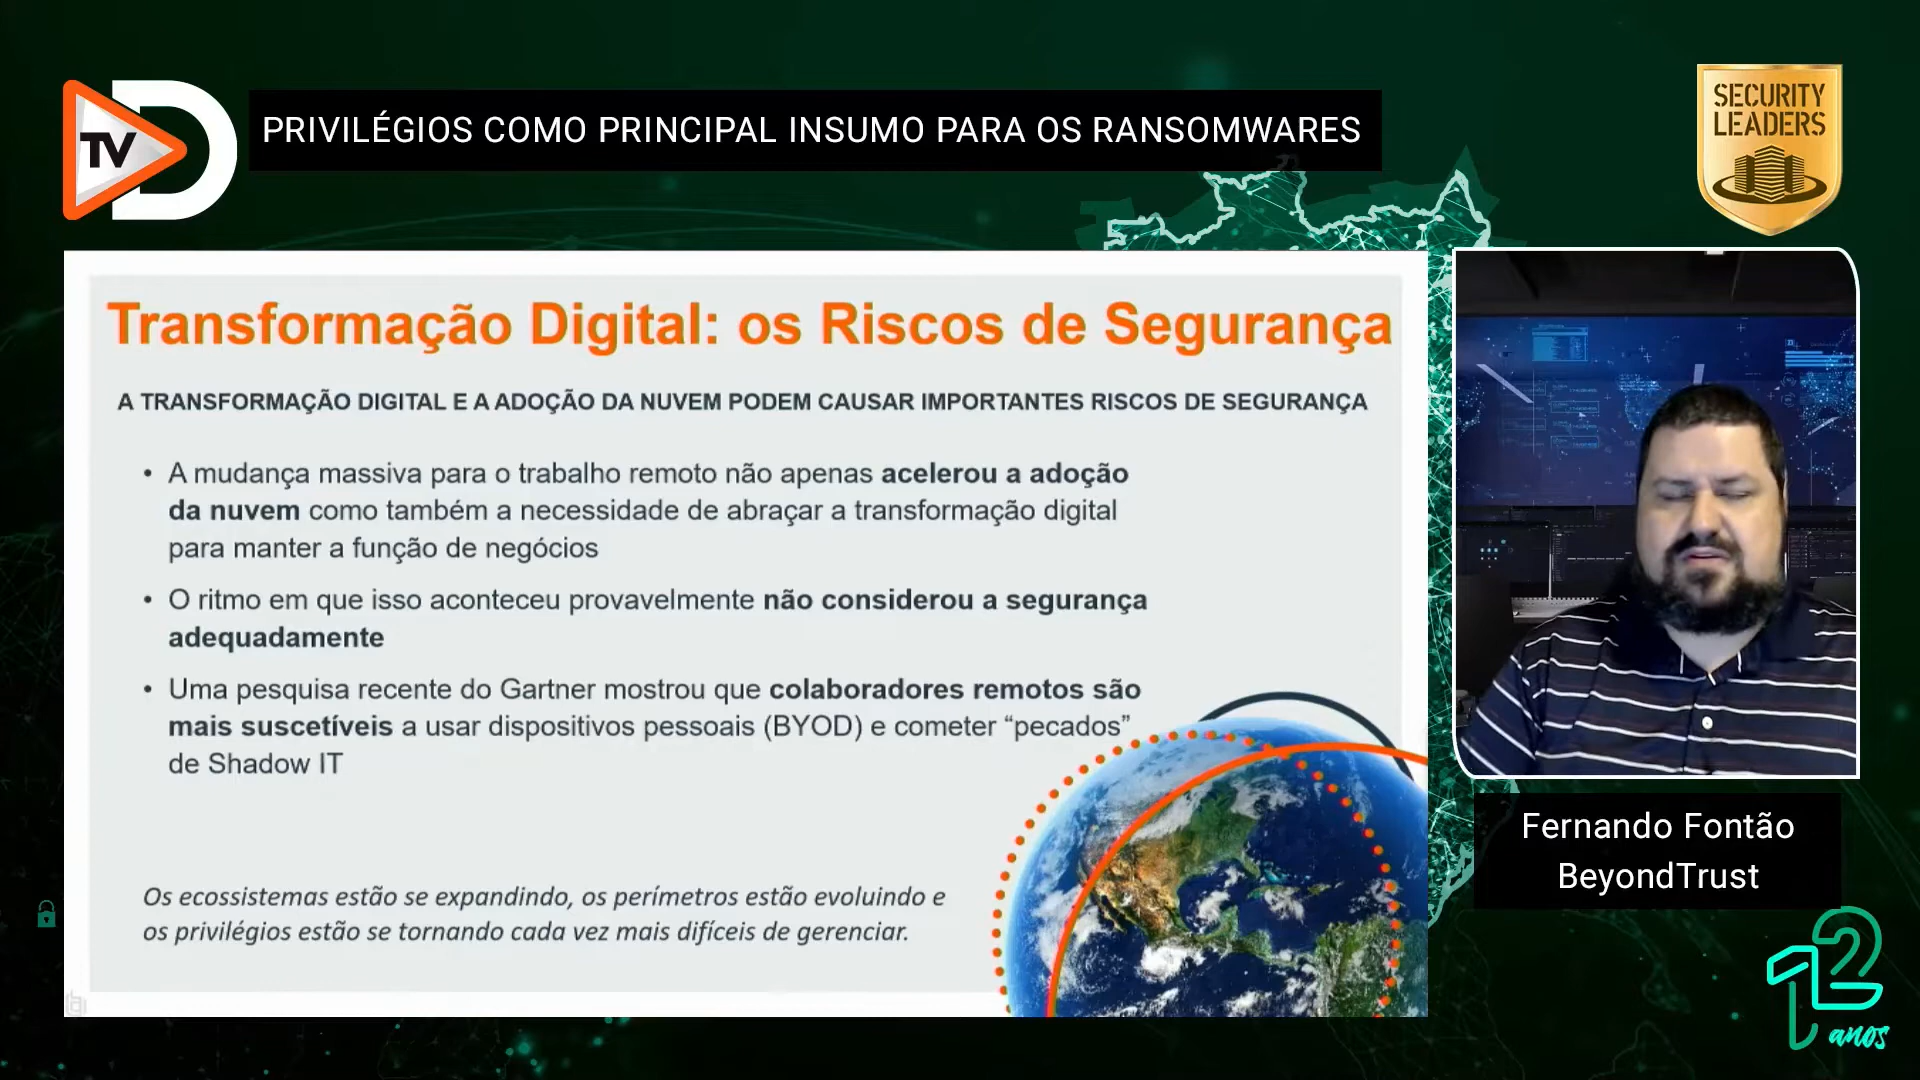 TV
PRIVILÉGIOS COMO PRINCIPAL INSUMO PARA OS RANSOMWARES
SECURITY
LEADERS
Transformação Digital: os Riscos de Segurança
A TRANSFORMAÇÃO DIGITAL E A ADOÇÃO DA NUVEM PODEM CAUSAR IMPORTANTES RISCOS DE SEGURANÇA
• A mudança massiva para o trabalho remoto não apenas acelerou a adoção
da nuvem como também a necessidade de abraçar a transformação digital
para manter a função de negócios
• O ritmo em que isso aconteceu provavelmente não considerou a segurança
adequadamente
• Uma pesquisa recente do Gartner mostrou que colaboradores remotos são
mais suscetíveis a usar dispositivos pessoais (BYOD) e cometer “pecados”
de Shadow IT
Os ecossistemas estão se expandindo, os perímetros estão evoluindo e
os privilégios estão se tornando cada vez mais difíceis de gerenciar.
Fernando Fontão
BeyondTrust
12
anos